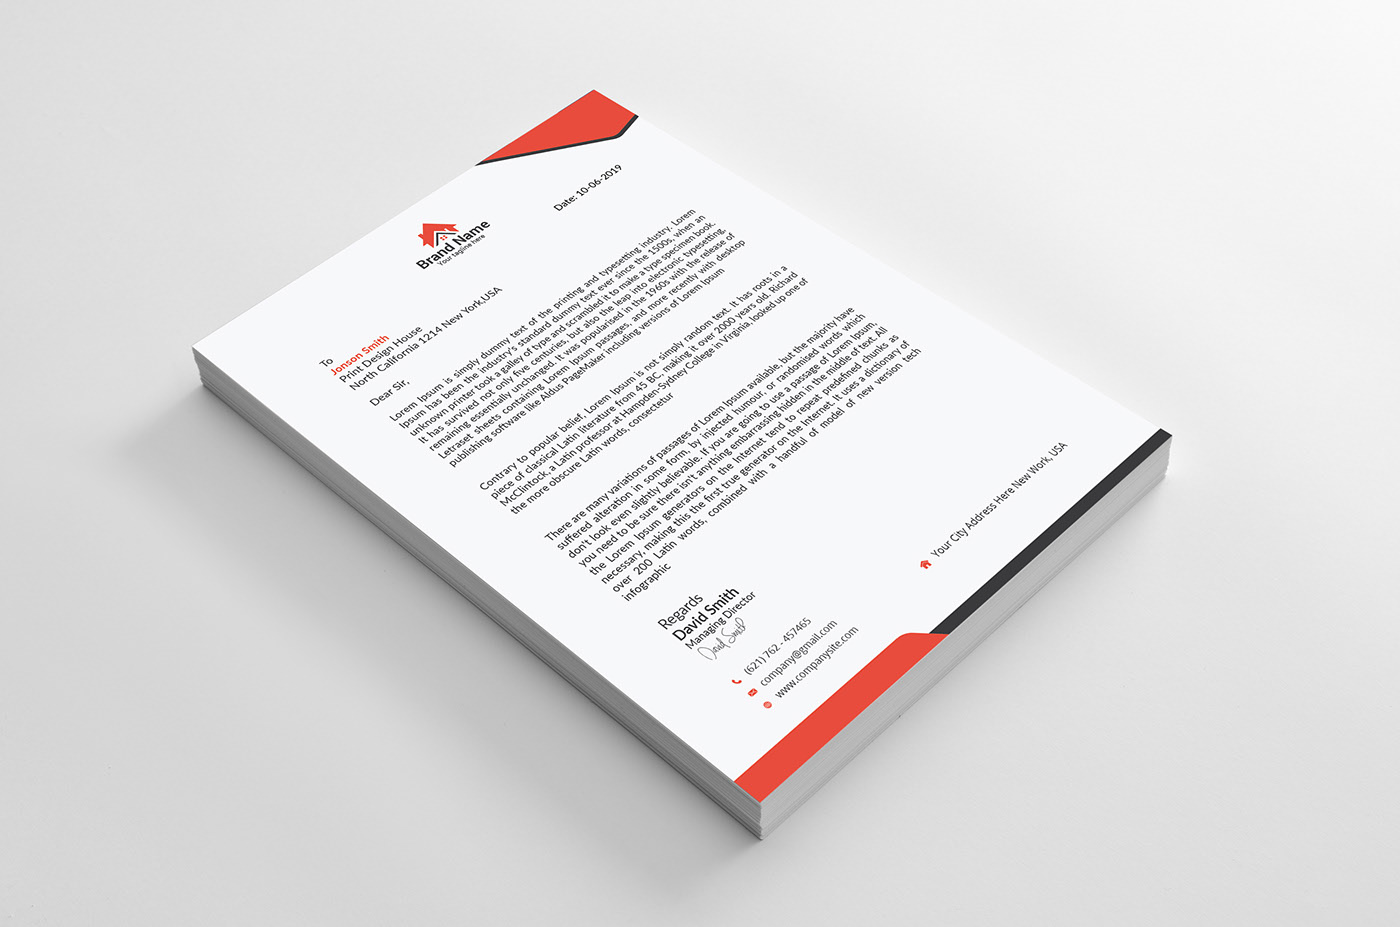 Date: 10-06-2019
Brand Name
Your tagline here
To
Jonson Smith
Print Design House
North California 1214 New York,USA
Dear Sir,
Lorem Ipsum is simply dummy text of the printing and typesetting industry. Lorem
Ipsum has been the industry's standard dummy text ever since the 1500s, when an
unknown printer took a galley of type and scrambled it to make a type specimen book.
It has survived not only five centuries, but also the leap into electronic typesetting,
remaining essentially unchanged. It was popularised in the 1960s with the release of
Letraset sheets containing Lorem Ipsum passages, and more recently with desktop
publishing software like Aldus PageMaker including versions of Lorem Ipsum
Contrary to popular belief, Lorem Ipsum is not simply random text. It has roots in a
piece of classical Latin literature from 45 BC, making it over 2000 years old. Richard
McClintock, a Latin professor at Hampden-Sydney College in Virginia, looked up one of
the more obscure Latin words, consectetur
There are many variations of passages of Lorem Ipsum available, but the majority have
suffered alteration in some form, by injected humour, or randomised words which
don't look even slightly believable. If you are going to use a passage of Lorem Ipsum,
you need to be sure there isn't anything embarrassing hidden in the middle of text. All
the Lorem Ipsum generators on the Internet tend to repeat predefined chunks as
necessary, making this the first true generator on the Internet. It uses a dictionary of
over 200 Latin words, combined with a handful of model of new version tech
infographic
Regards
David Smith
Managing Director
David Smith
(621) 762 - 457465
company@gmail.com
www.companysite.com
Your City Address Here New Work, USA